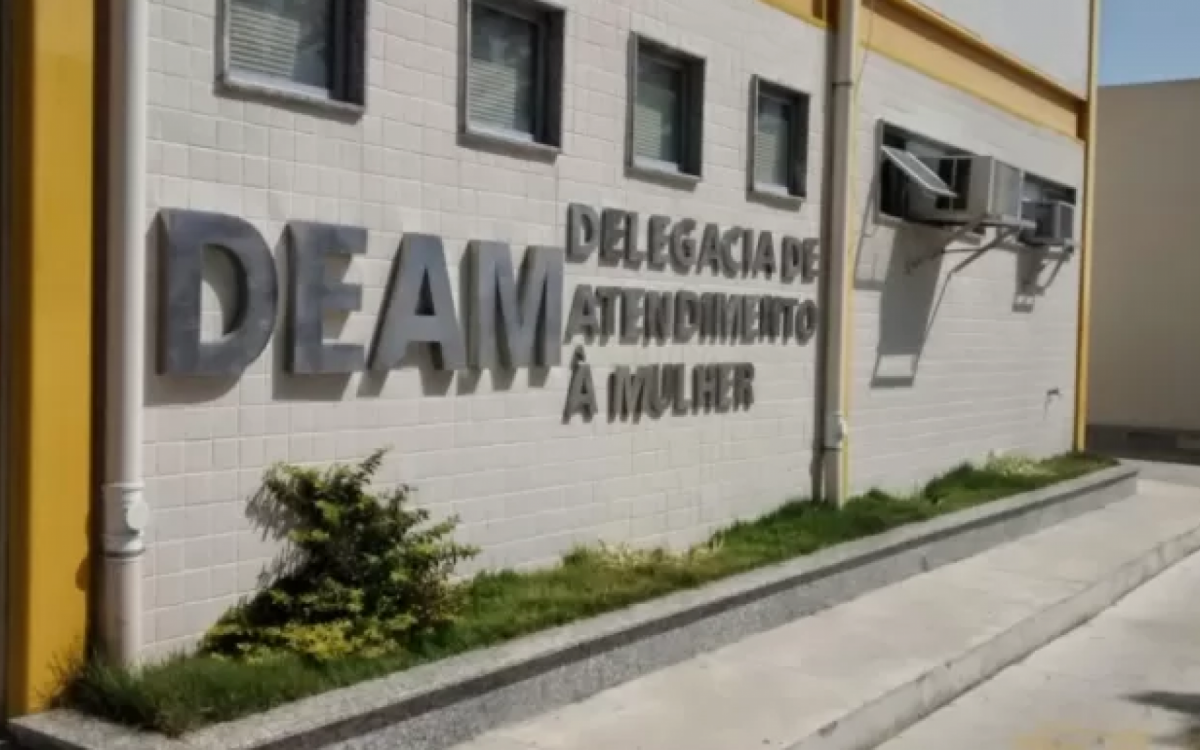 DEAM
DELEGACIA DE
ATENDIMENTO
À MULHER